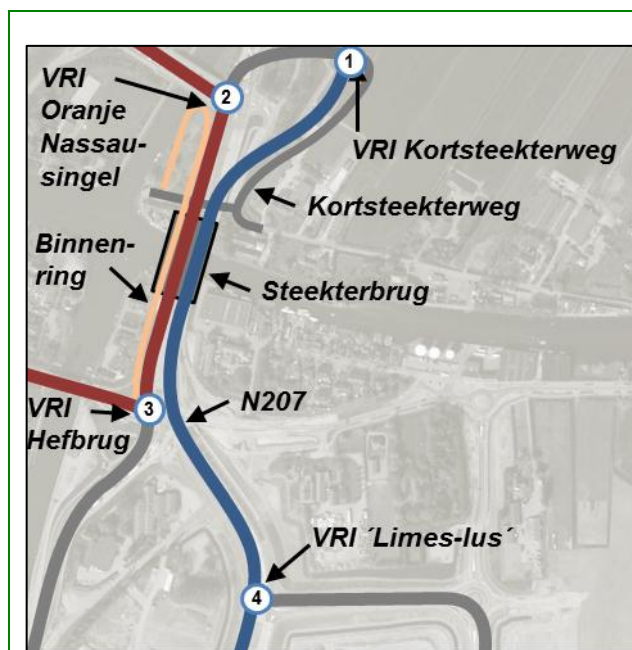 1
VRI
Oranje
Nassau-
singel
2
VRI Kortsteekterweg
Kortsteekterweg
Binnen-
ring
Steekterbrug
N207
VRI
Hefbrug
3
VRI ´Limes-lus´
4